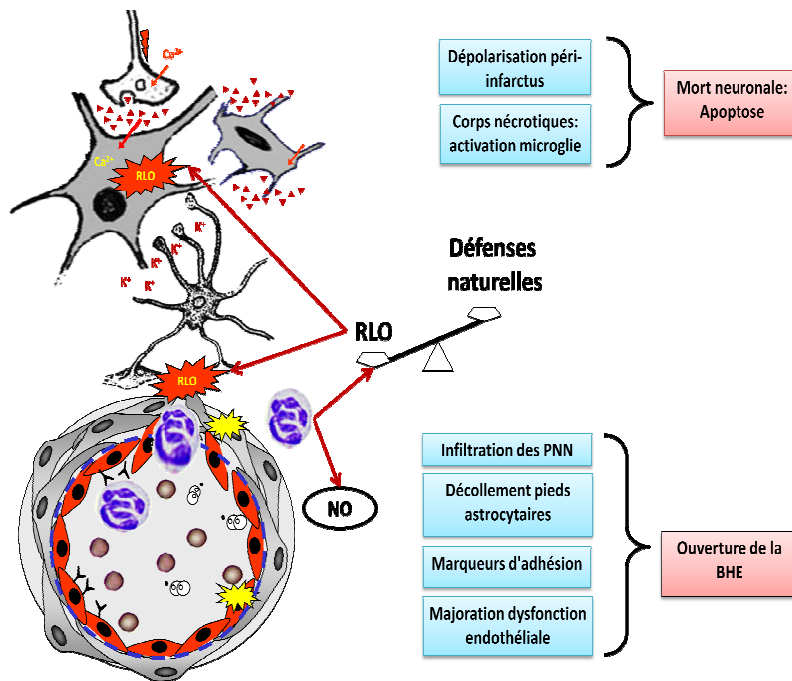 Ca²⁺
Ca²⁺
RLO
K⁺
K⁺
K⁺
K⁺
K⁺
RLO
Dépolarisation péri-
infarctus
Corps nécrotiques:
activation microglie
Mort neuronale:
Apoptose
Défenses
naturelles
RLO
NO
Infiltration des PNN
Décollement pieds
astrocytaires
Marqueurs d'adhésion
Majoration dysfonction
endothéliale
Ouverture de la
BHE